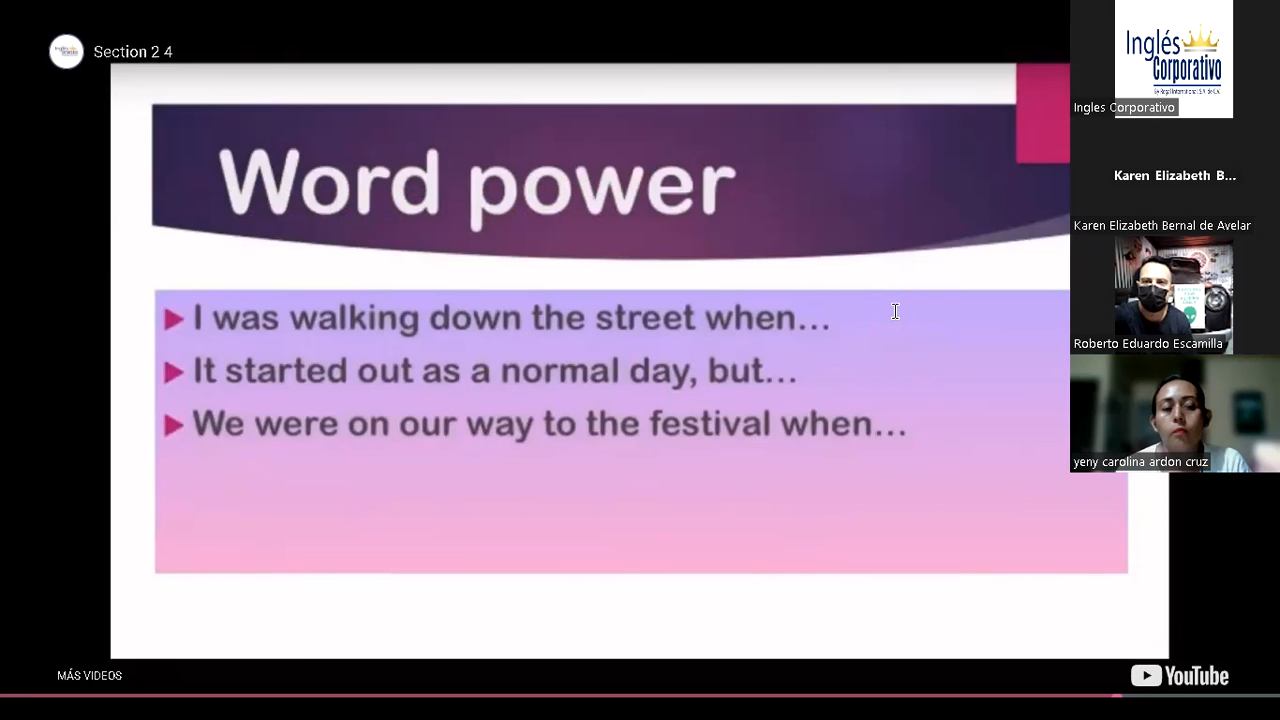 Section 2 4
Word power
I was walking down the street when...
It started out as a normal day, but...
We were on our way to the festival when...
MÁS VIDEOS
YouTube
Inglés
Corporativo
Ingles Corporativo
Karen Elizabeth B...
Karen Elizabeth Bernal de Avelar
Roberto Eduardo Escamilla
yeny carolina ardon cruz